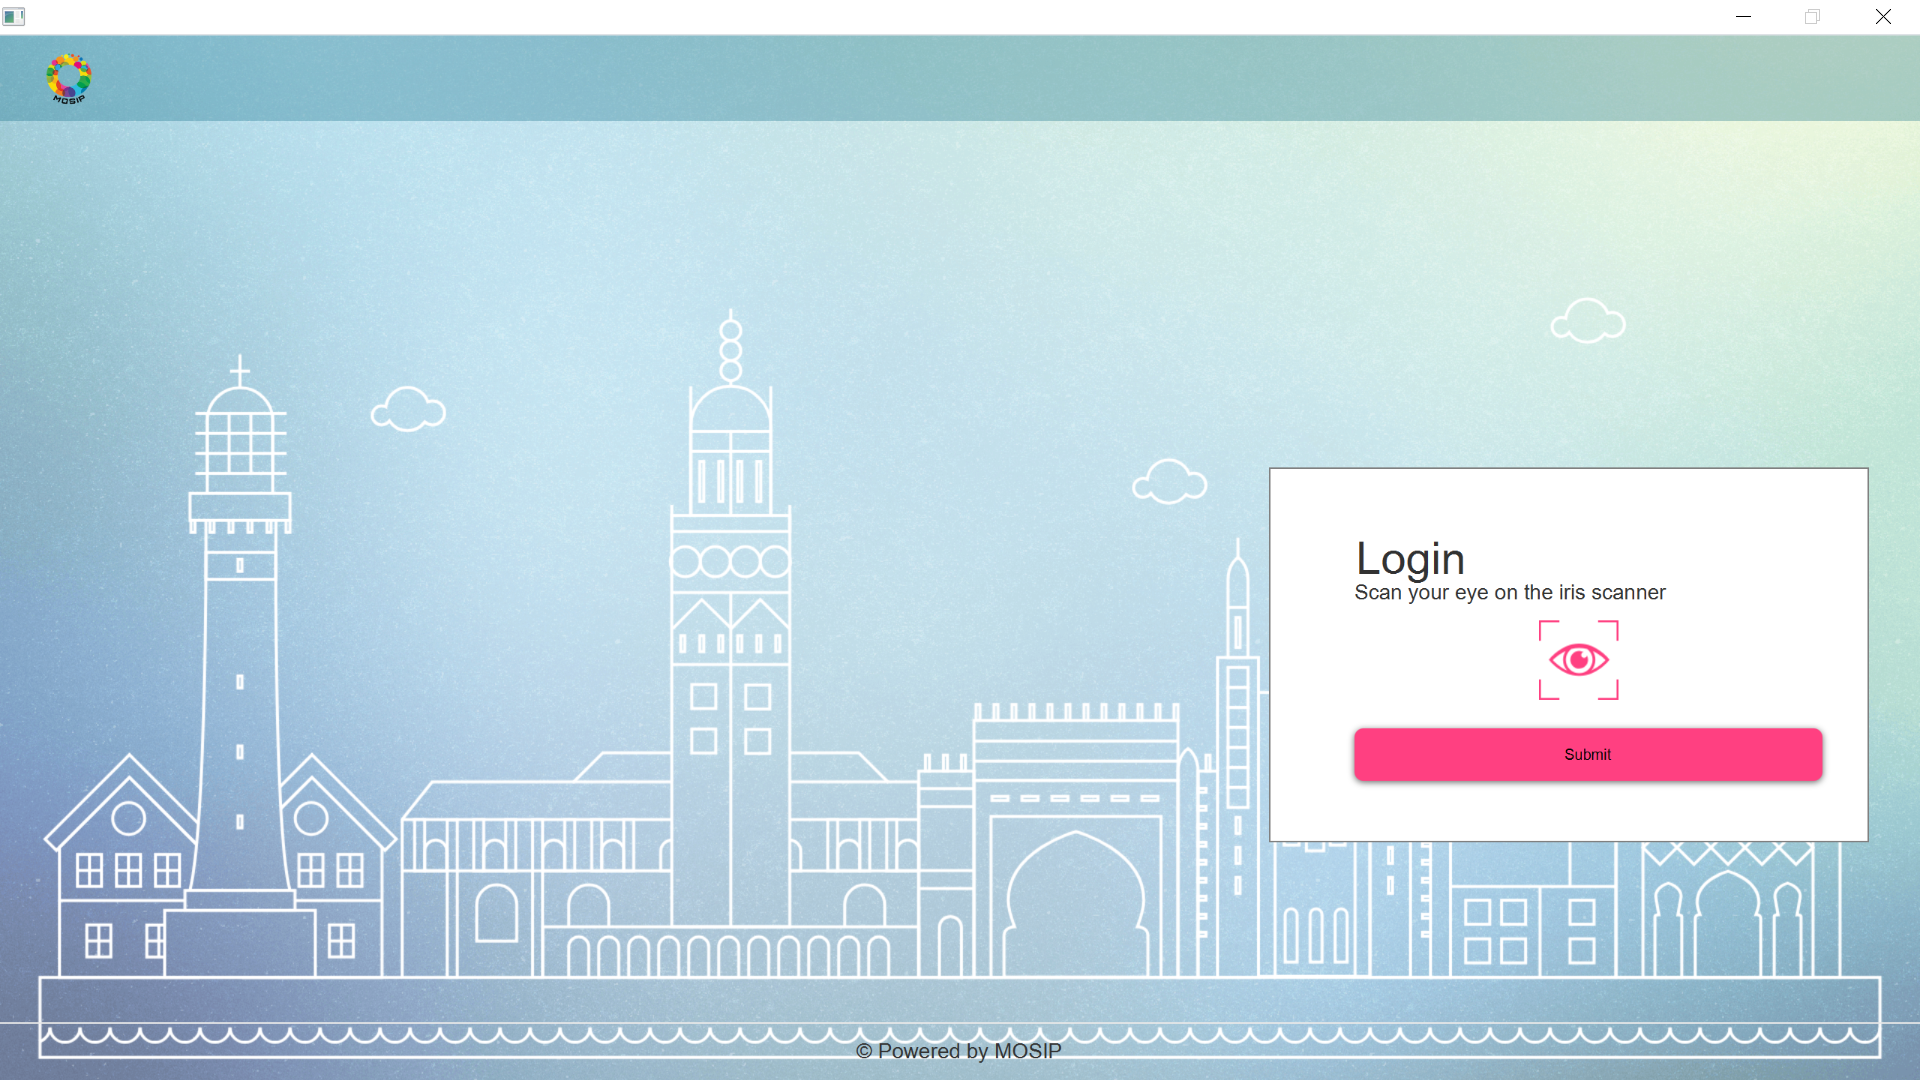 MOSIP
Login
Scan your eye on the iris scanner
Submit
© Powered by MOSIP